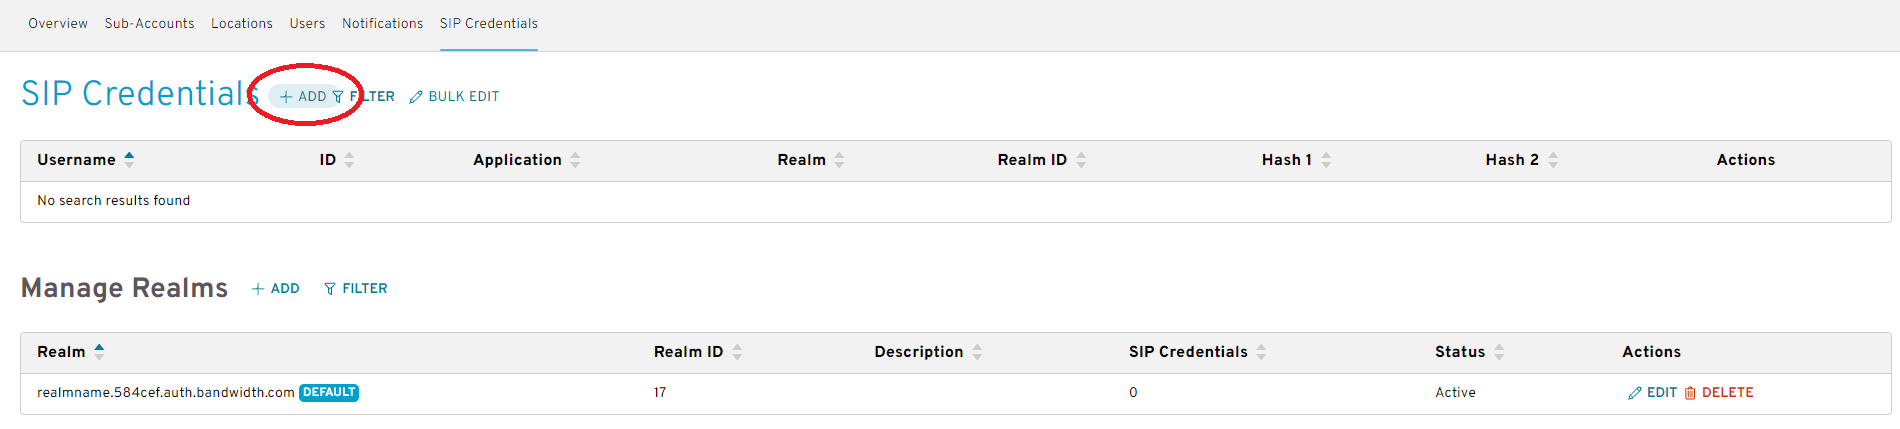 Overview Sub-Accounts Locations Users Notifications SIP Credentials
SIP Credentials ADD FILTER BULK EDIT
Username ID Application Realm Realm ID Hash 1 Hash 2 Actions
No search results found
Manage Realms ADD FILTER
Realm Realm ID Description SIP Credentials Status Actions
realmname.584cef.auth.bandwidth.com DEFAULT 17 0 Active EDIT DELETE